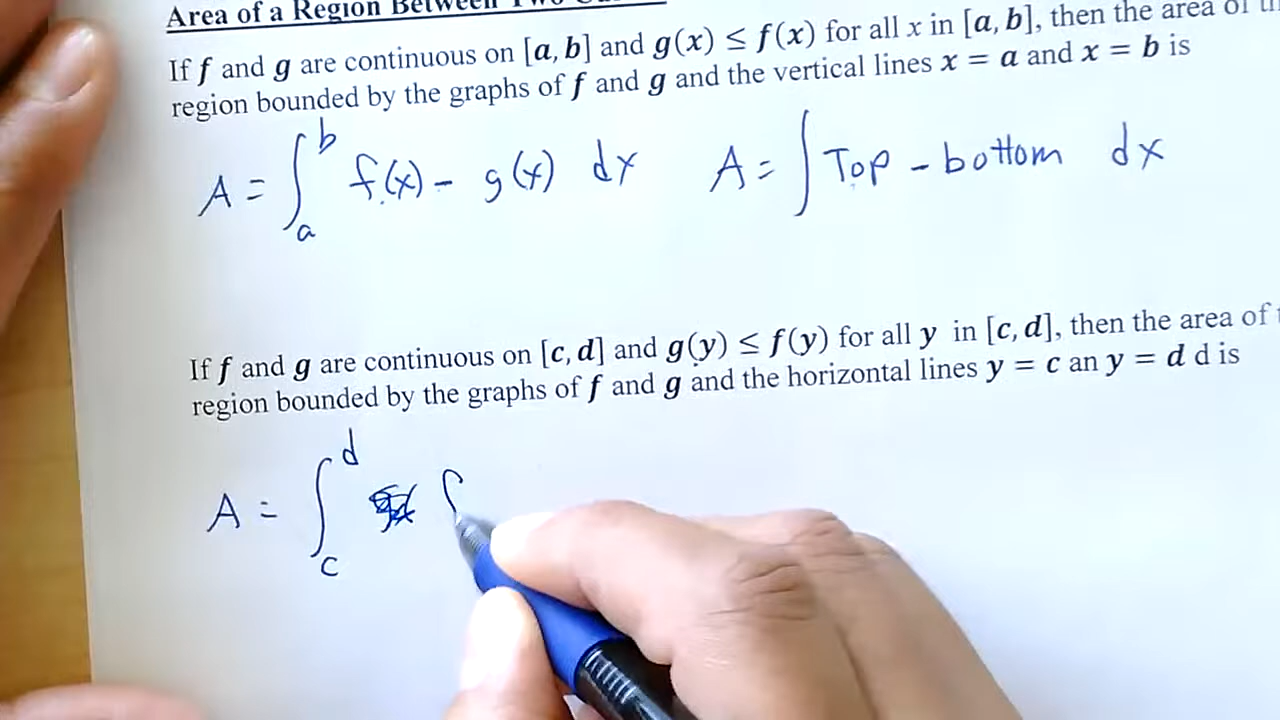 Area of a Region Between Two
If f and g are continuous on [a, b] and g(x) ≤ f(x) for all x in [a, b], then the area of
region bounded by the graphs of f and g and the vertical lines x = a and x = b is
A = ∫_a^b f(x) - g(x) dx A = ∫ Top - bottom dx
If f and g are continuous on [c, d] and g(y) ≤ f(y) for all y in [c, d], then the area of
region bounded by the graphs of f and g and the horizontal lines y = c an y = d d is
A = ∫_c^d